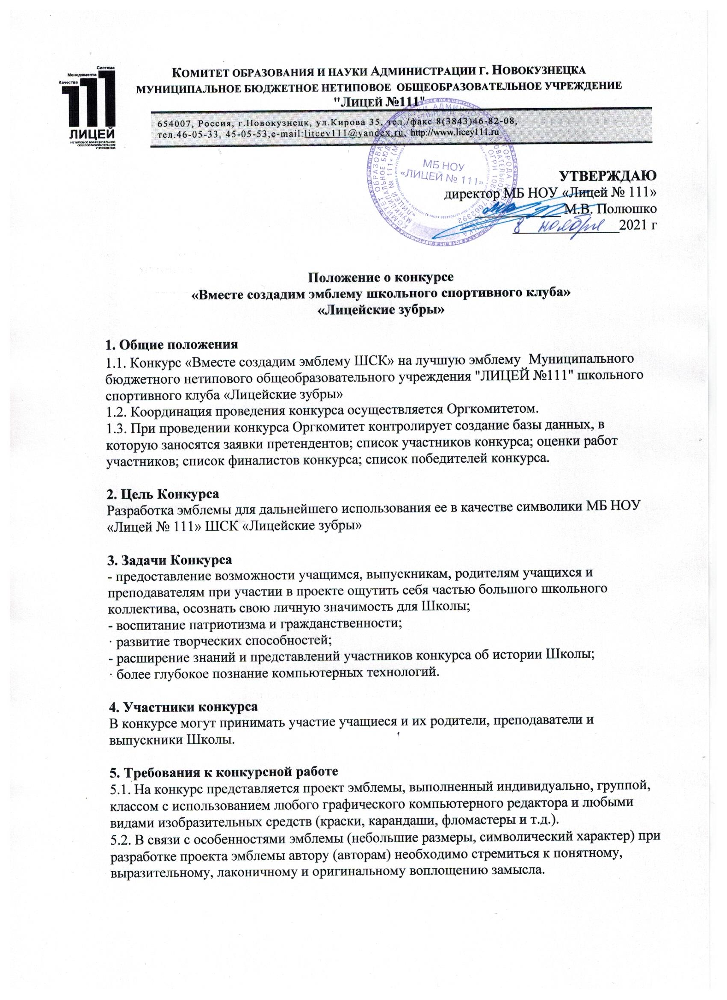 Система
Менеджмента
Качества
111
ЛИЦЕЙ
НЕТИПОВОЕ МУНИЦИПАЛЬНОЕ
ОБЩЕОБРАЗОВАТЕЛЬНОЕ
УЧРЕЖДЕНИЕ
КОМИТЕТ ОБРАЗОВАНИЯ И НАУКИ АДМИНИСТРАЦИИ Г. НОВОКУЗНЕЦКА
МУНИЦИПАЛЬНОЕ БЮДЖЕТНОЕ НЕТИПОВОЕ ОБЩЕОБРАЗОВАТЕЛЬНОЕ УЧРЕЖДЕНИЕ
"ЛИЦЕЙ №111"
654007, Россия, г.Новокузнецк, ул.Кирова 35, тел./факс 8(3843)46-82-08,
тел.46-05-33, 45-05-53,e-mail:litcey111@yandex.ru, http://www.licey111.ru
МБ НОУ
«ЛИЦЕЙ № 111»
УТВЕРЖДАЮ
директор МБ НОУ «Лицей № 111»
М.В. Полюшко
8 ноября 2021 г
Положение о конкурсе
«Вместе создадим эмблему школьного спортивного клуба»
«Лицейские зубры»
1. Общие положения
1.1. Конкурс «Вместе создадим эмблему ШСК» на лучшую эмблему Муниципального
бюджетного нетипового общеобразовательного учреждения "ЛИЦЕЙ №111" школьного
спортивного клуба «Лицейские зубры»
1.2. Координация проведения конкурса осуществляется Оргкомитетом.
1.3. При проведении конкурса Оргкомитет контролирует создание базы данных, в
которую заносятся заявки претендентов; список участников конкурса; оценки работ
участников; список финалистов конкурса; список победителей конкурса.
2. Цель Конкурса
Разработка эмблемы для дальнейшего использования ее в качестве символики МБ НОУ
«Лицей № 111» ШСК «Лицейские зубры»
3. Задачи Конкурса
- предоставление возможности учащимся, выпускникам, родителям учащихся и
преподавателям при участии в проекте ощутить себя частью большого школьного
коллектива, осознать свою личную значимость для Школы;
- воспитание патриотизма и гражданственности;
· развитие творческих способностей;
- расширение знаний и представлений участников конкурса об истории Школы;
· более глубокое познание компьютерных технологий.
4. Участники конкурса
В конкурсе могут принимать участие учащиеся и их родители, преподаватели и
выпускники Школы.
5. Требования к конкурсной работе
5.1. На конкурс представляется проект эмблемы, выполненный индивидуально, группой,
классом с использованием любого графического компьютерного редактора и любыми
видами изобразительных средств (краски, карандаши, фломастеры и т.д.).
5.2. В связи с особенностями эмблемы (небольшие размеры, символический характер) при
разработке проекта эмблемы автору (авторам) необходимо стремиться к понятному,
выразительному, лаконичному и оригинальному воплощению замысла.